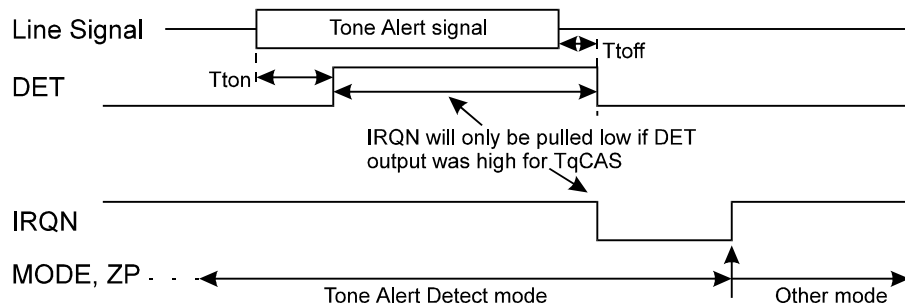 Line Signal
Tone Alert signal
Ttoff
Tton
DET
IRQN will only be pulled low if DET
output was high for TqCAS
IRQN
MODE, ZP
Tone Alert Detect mode
Other mode